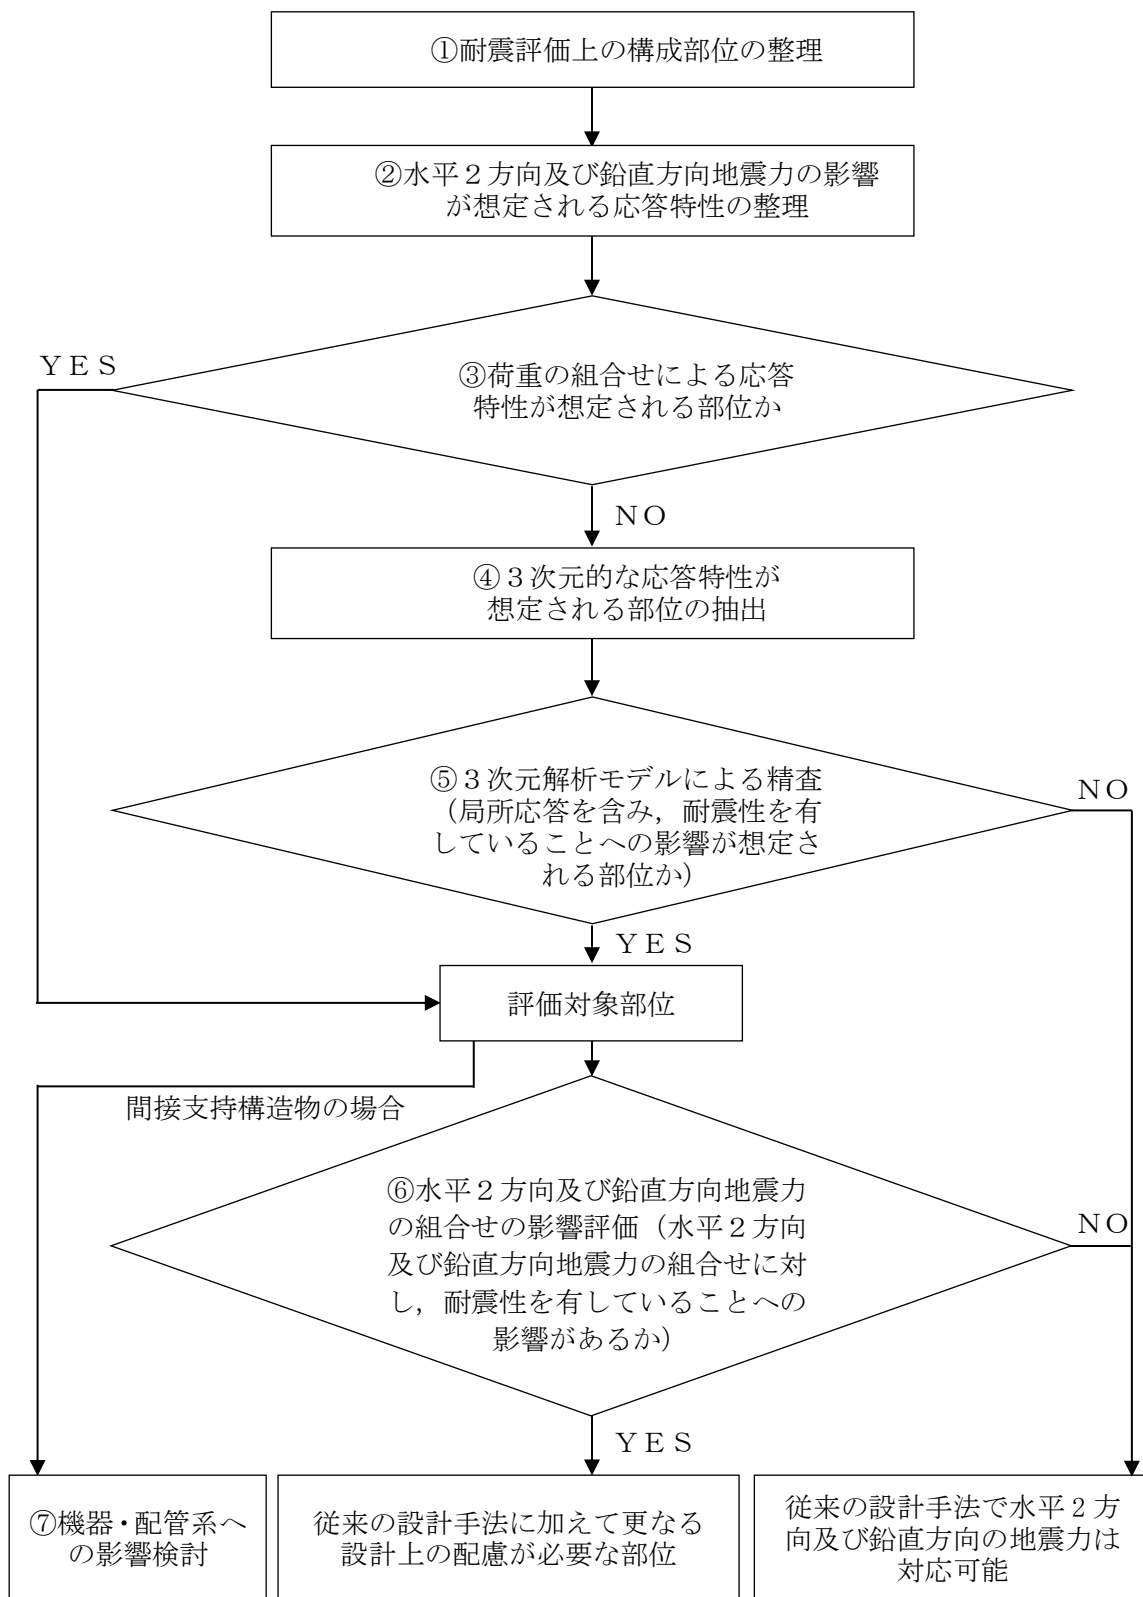 ①耐震評価上の構成部位の整理
②水平２方向及び鉛直方向地震力の影響
が想定される応答特性の整理
ＹＥＳ
③荷重の組合せによる応答
特性が想定される部位か
ＮＯ
④３次元的な応答特性が
想定される部位の抽出
⑤３次元解析モデルによる精査
（局所応答を含み，耐震性を有
していることへの影響が想定さ
れる部位か）
ＮＯ
ＹＥＳ
評価対象部位
間接支持構造物の場合
⑥水平２方向及び鉛直方向地震力
の組合せの影響評価（水平２方向
及び鉛直方向地震力の組合せに対
し，耐震性を有していることへの
影響があるか）
ＮＯ
ＹＥＳ
⑦機器・配管系へ
の影響検討
従来の設計手法に加えて更なる
設計上の配慮が必要な部位
従来の設計手法で水平２方
向及び鉛直方向の地震力は
対応可能